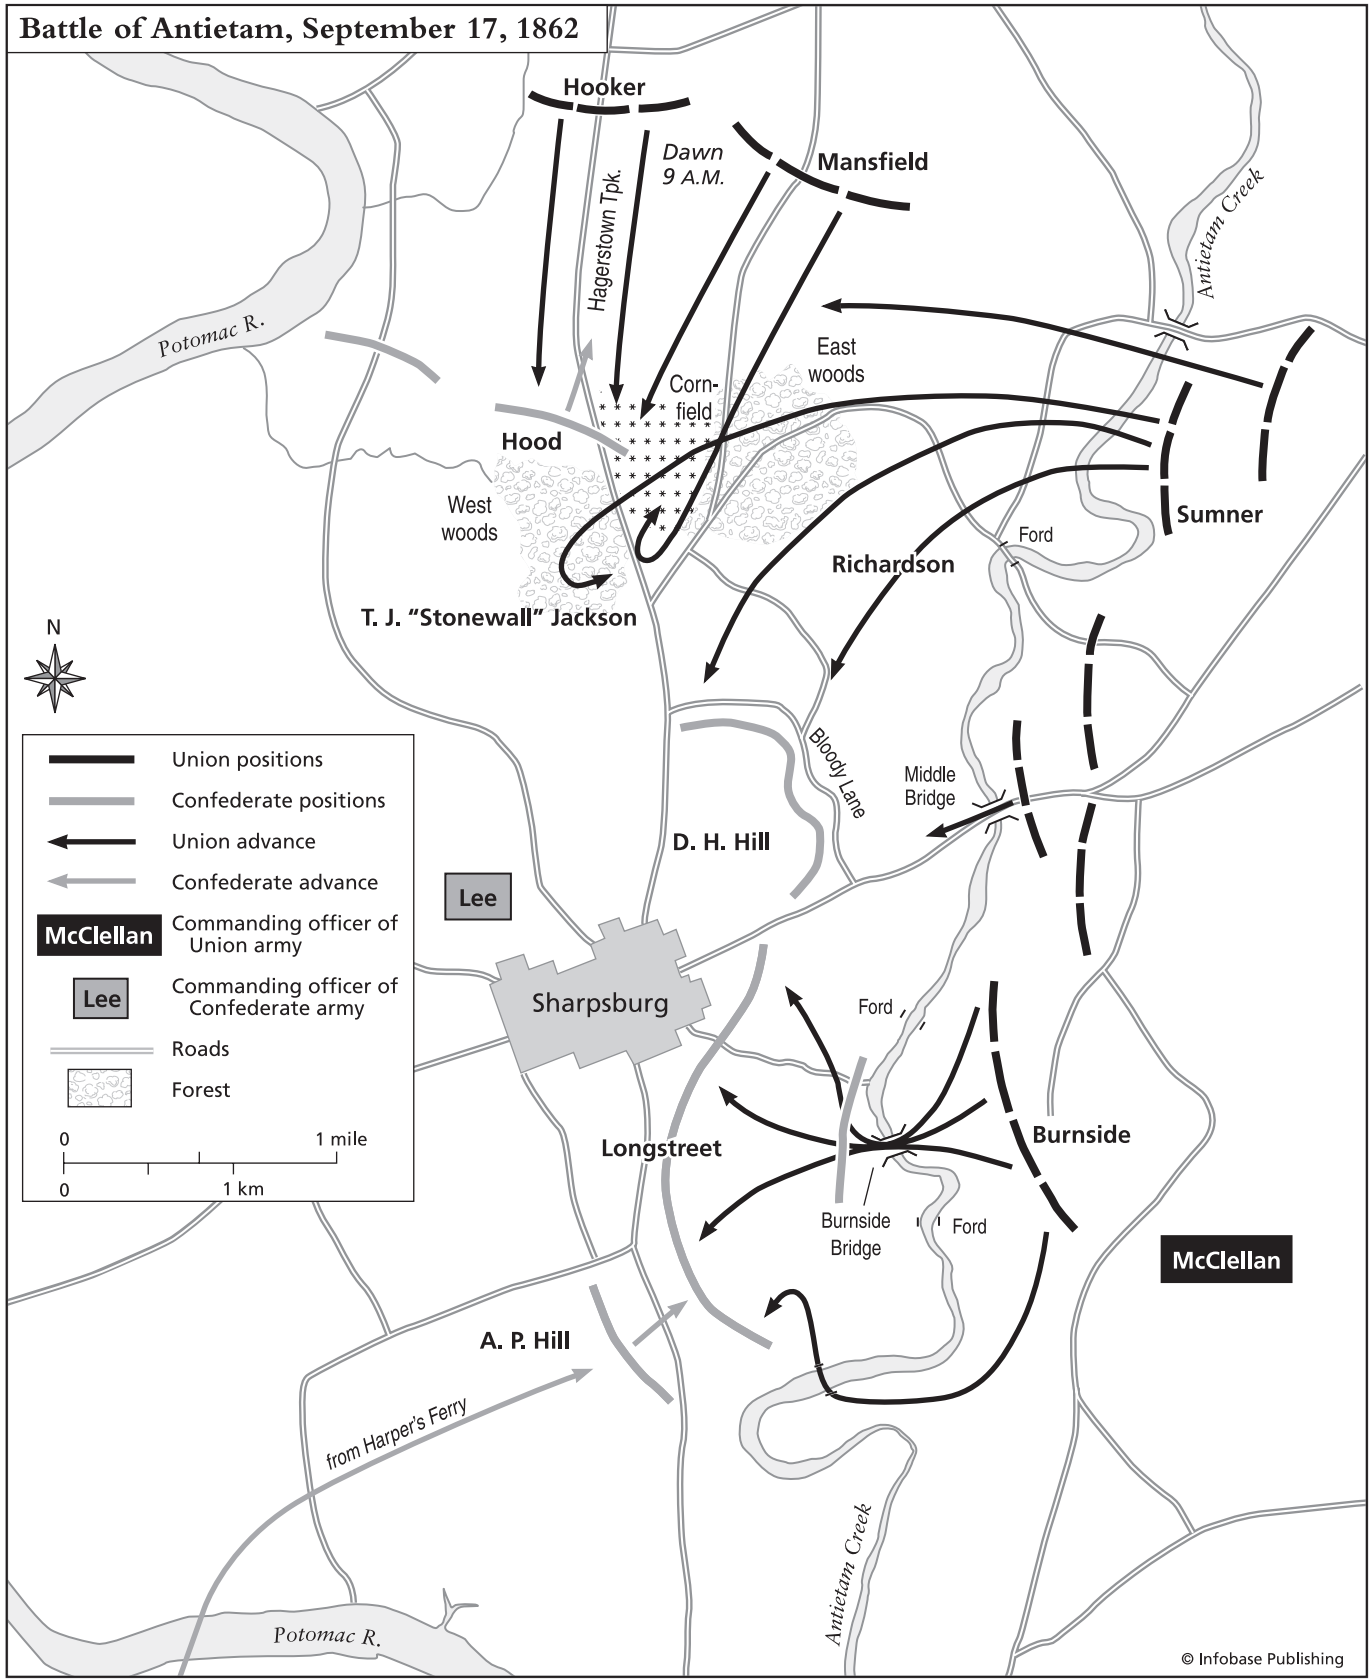 Battle of Antietam, September 17, 1862
Hooker
Dawn
9 A.M.
Mansfield
Hagerstown Tpk.
Antietam Creek
Potomac R.
East
woods
Corn-
field
Hood
West
woods
Sumner
Ford
Richardson
T. J. "Stonewall" Jackson
N
Bloody Lane
Middle
Bridge
D. H. Hill
Lee
Union positions
Confederate positions
Union advance
Confederate advance
McClellan
Commanding officer of
Union army
Lee
Commanding officer of
Confederate army
Roads
Forest
0
1 mile
0
1 km
Sharpsburg
Ford
Longstreet
Burnside
Burnside
Bridge
Ford
McClellan
A. P. Hill
from Harper's Ferry
Antietam Creek
Potomac R.
© Infobase Publishing